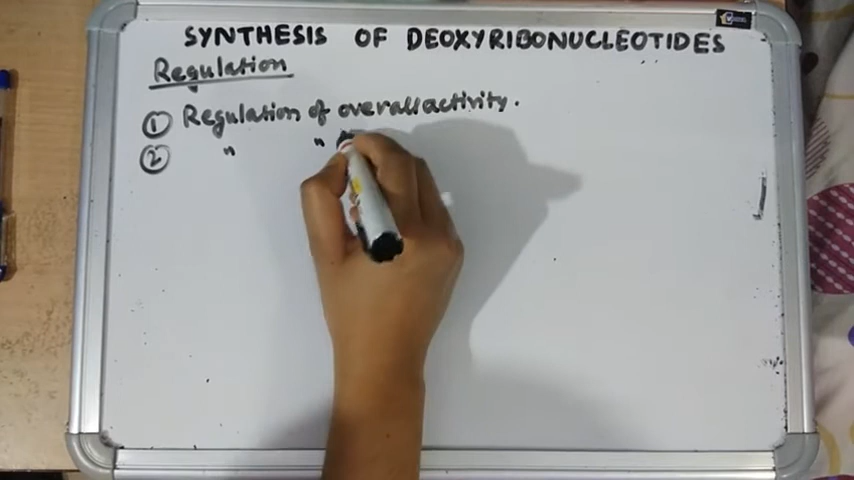 SYNTHESIS OF DEOXYRIBONUCLEOTIDES
Regulation
① Regulation of overall activity.
② " "